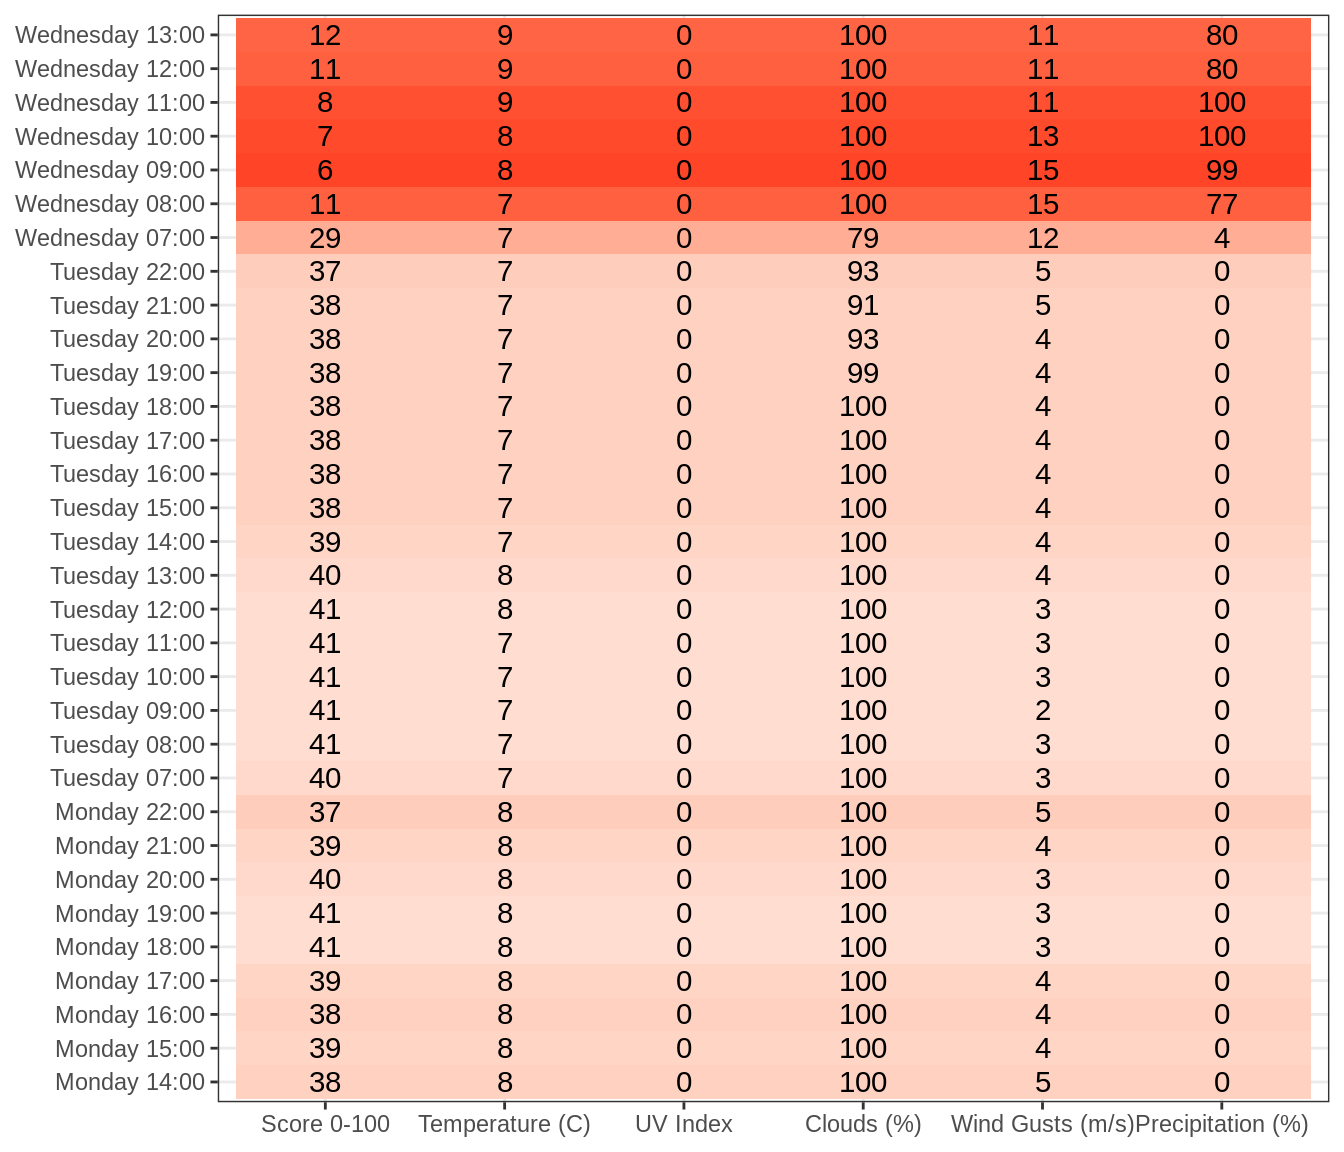 Wednesday 13:00 12 9 0 100 11 80
Wednesday 12:00 11 9 0 100 11 80
Wednesday 11:00 8 9 0 100 11 100
Wednesday 10:00 7 8 0 100 13 100
Wednesday 09:00 6 8 0 100 15 99
Wednesday 08:00 11 7 0 100 15 77
Wednesday 07:00 29 7 0 79 12 4
Tuesday 22:00 37 7 0 93 5 0
Tuesday 21:00 38 7 0 91 5 0
Tuesday 20:00 38 7 0 93 4 0
Tuesday 19:00 38 7 0 99 4 0
Tuesday 18:00 38 7 0 100 4 0
Tuesday 17:00 38 7 0 100 4 0
Tuesday 16:00 38 7 0 100 4 0
Tuesday 15:00 38 7 0 100 4 0
Tuesday 14:00 39 7 0 100 4 0
Tuesday 13:00 40 8 0 100 4 0
Tuesday 12:00 41 8 0 100 3 0
Tuesday 11:00 41 7 0 100 3 0
Tuesday 10:00 41 7 0 100 3 0
Tuesday 09:00 41 7 0 100 2 0
Tuesday 08:00 41 7 0 100 3 0
Tuesday 07:00 40 7 0 100 3 0
Monday 22:00 37 8 0 100 5 0
Monday 21:00 39 8 0 100 4 0
Monday 20:00 40 8 0 100 3 0
Monday 19:00 41 8 0 100 3 0
Monday 18:00 41 8 0 100 3 0
Monday 17:00 39 8 0 100 4 0
Monday 16:00 38 8 0 100 4 0
Monday 15:00 39 8 0 100 4 0
Monday 14:00 38 8 0 100 5 0
Score 0-100 Temperature (C) UV Index Clouds (%) Wind Gusts (m/s) Precipitation (%)